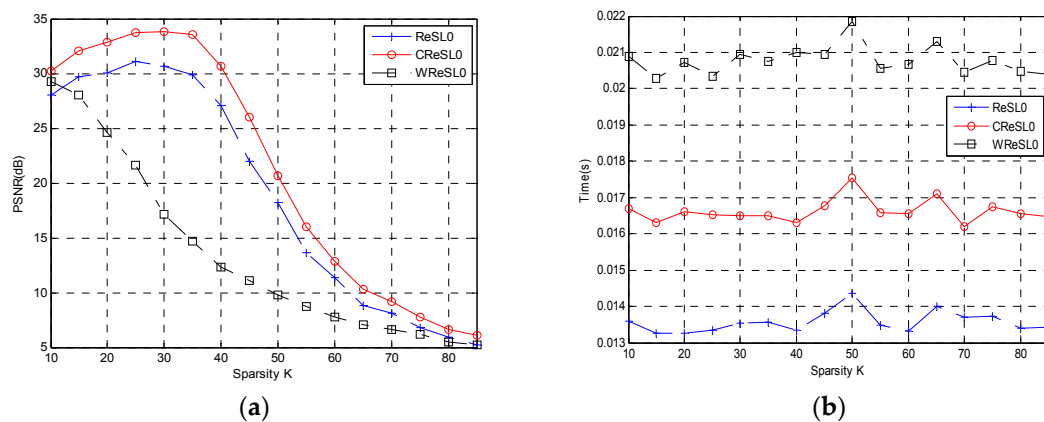 35
30
25
20
15
10
5
PSNR(dB)
10 20 30 40 50 60 70 80
Sparsity K
ReSL0
CReSL0
WReSL0
(a)
0.022
0.021
0.02
0.019
0.018
0.017
0.016
0.015
0.014
0.013
Time(s)
10 20 30 40 50 60 70 80
Sparsity K
ReSL0
CReSL0
WReSL0
(b)